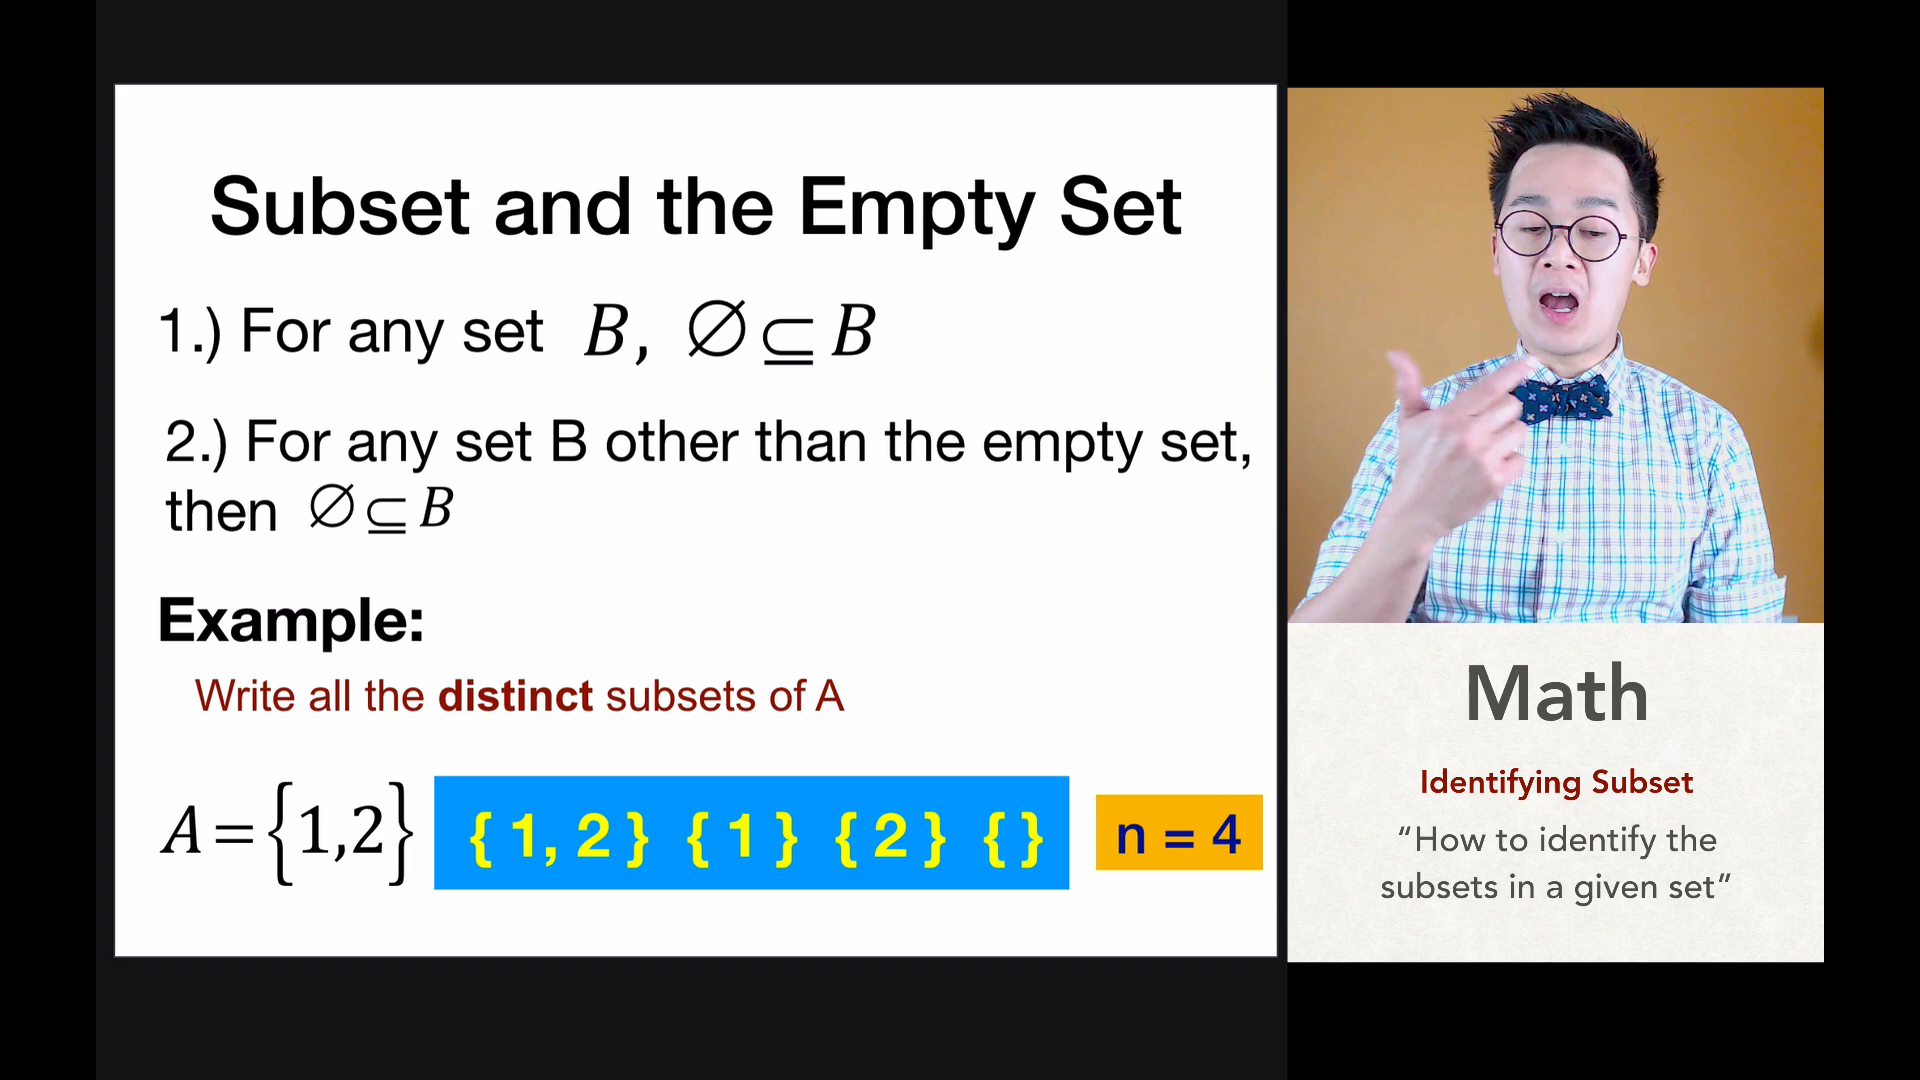 Subset and the Empty Set
1.) For any set B, ∅ ⊆ B
2.) For any set B other than the empty set,
then ∅ ⊆ B
Example:
Write all the distinct subsets of A
A = {1,2} { 1, 2 } { 1 } { 2 } { } n = 4
Math
Identifying Subset
“How to identify the
subsets in a given set”